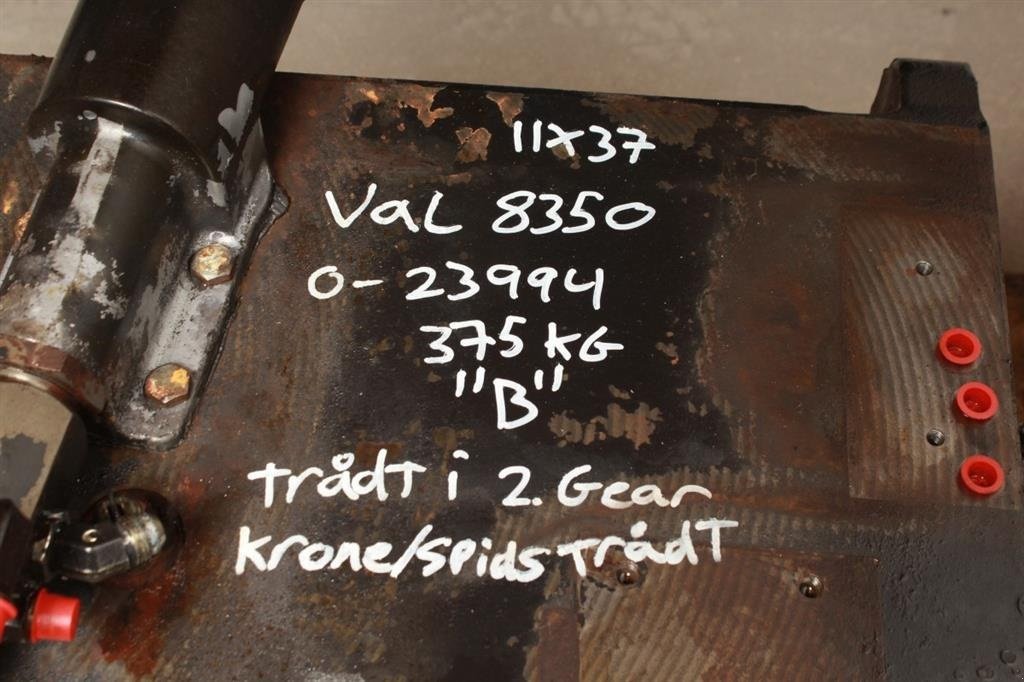 11x37
VaL 8350
0-23994
375 KG
"B"
trådt i 2. Gear
krone/spids trådt